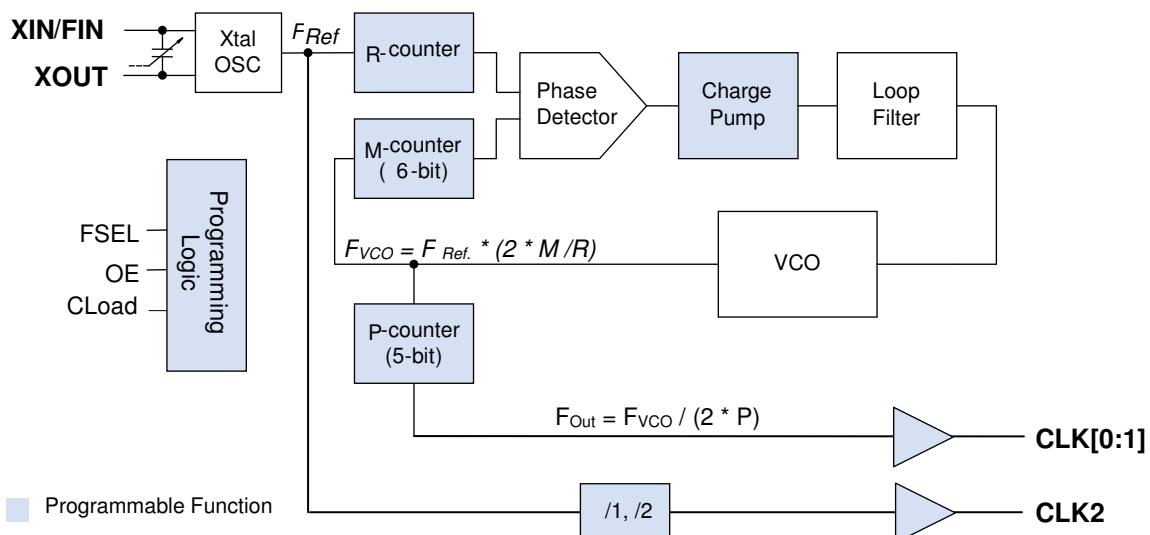 XIN/FIN
XOUT
Xtal
OSC
FRef
R-counter
M-counter
( 6-bit)
Phase
Detector
Charge
Pump
Loop
Filter
FSEL
OE
CLoad
Programming
Logic
FVCO = F Ref. * (2 * M /R)
VCO
P-counter
(5-bit)
FOut = FVCO / (2 * P)
CLK[0:1]
Programmable Function
/1, /2
CLK2